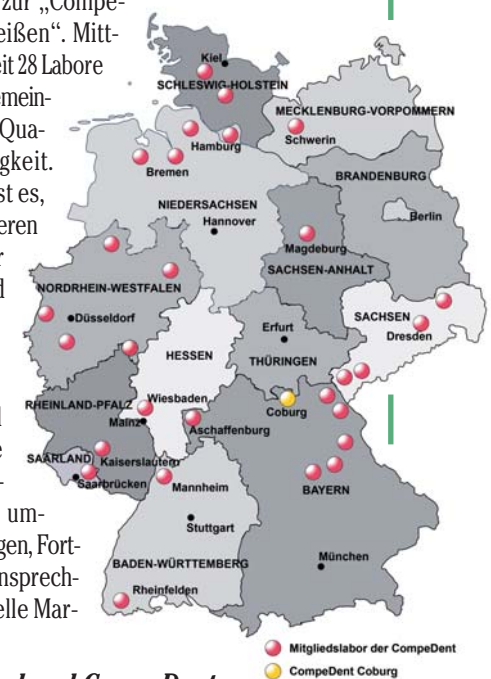 zur „Compe-
eißen“. Mitt-
eit 28 Labore
emein-
Qua-
gkeit.
st es,
eren
r
d
d
e
-
um-
gen, Fort-
nsprech-
elle Mar-
Kiel
SCHLESWIG-HOLSTEIN
MECKLENBURG-VORPOMMERN
Hamburg
Schwerin
Bremen
BRANDENBURG
NIEDERSACHSEN
Hannover
Berlin
Magdeburg
SACHSEN-ANHALT
NORDRHEIN-WESTFALEN
Düsseldorf
SACHSEN
Dresden
Erfurt
HESSEN
THÜRINGEN
RHEINLAND-PFALZ
Wiesbaden
Mainz
Coburg
Aschaffenburg
SAARLAND
Kaiserslautern
Saarbrücken
Mannheim
BAYERN
Stuttgart
BADEN-WÜRTTEMBERG
München
Rheinfelden
Mitgliedslabor der CompeDent
CompeDent Coburg